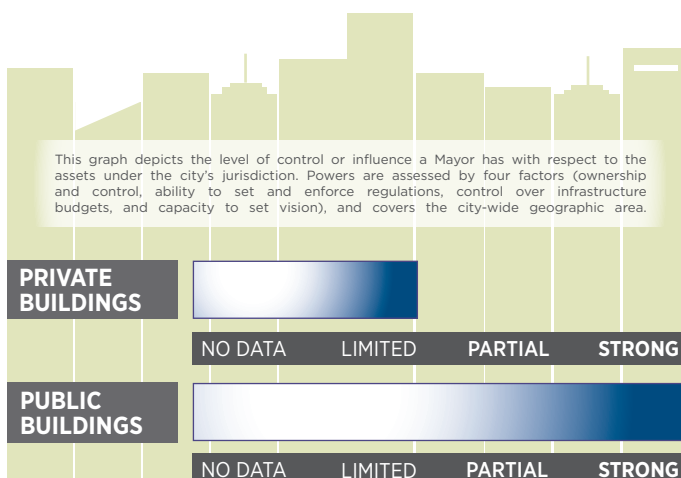 This graph depicts the level of control or influence a Mayor has with respect to the
assets under the city's jurisdiction. Powers are assessed by four factors (ownership
and control, ability to set and enforce regulations, control over infrastructure
budgets, and capacity to set vision), and covers the city-wide geographic area.
PRIVATE
BUILDINGS
NO DATA LIMITED PARTIAL STRONG
PUBLIC
BUILDINGS
NO DATA LIMITED PARTIAL STRONG